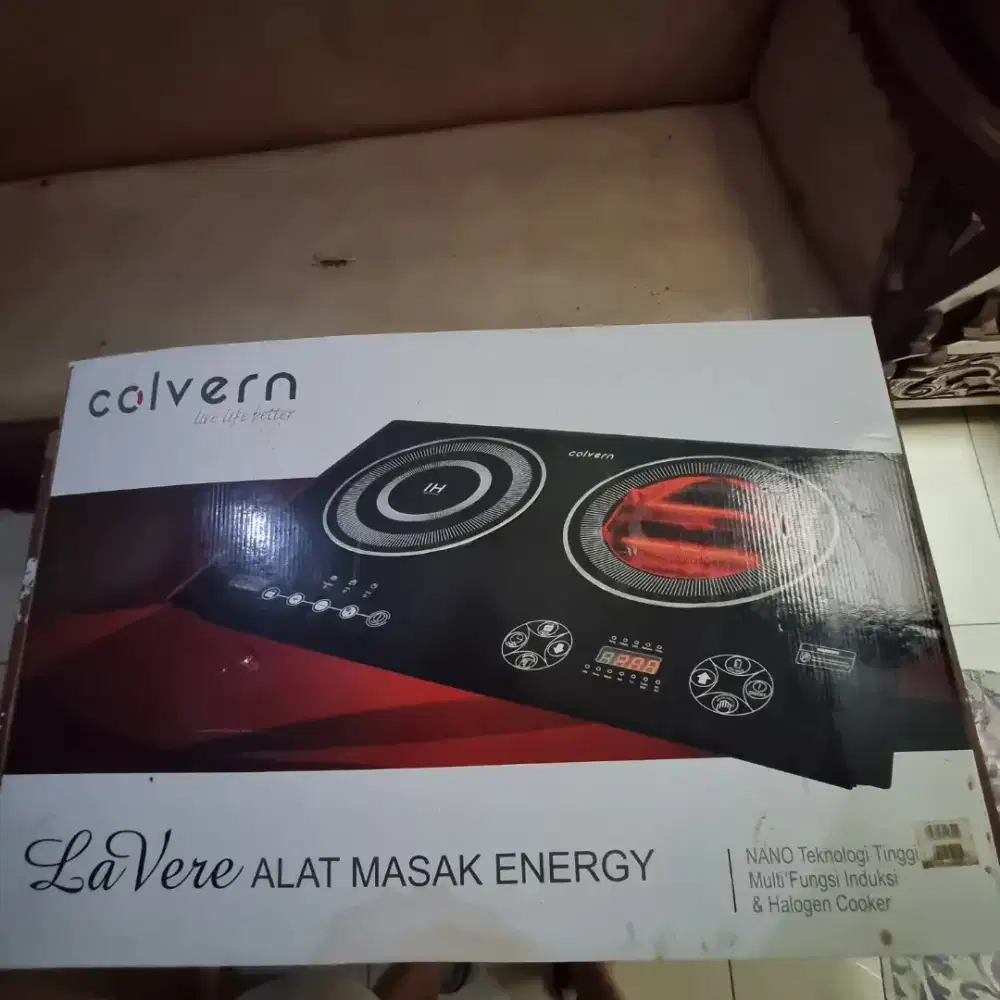 calvern
live life better
IH
calvern
LaVere ALAT MASAK ENERGY
NANO Teknologi Tinggi
Multi'Fungsi Induksi
& Halogen Cooker